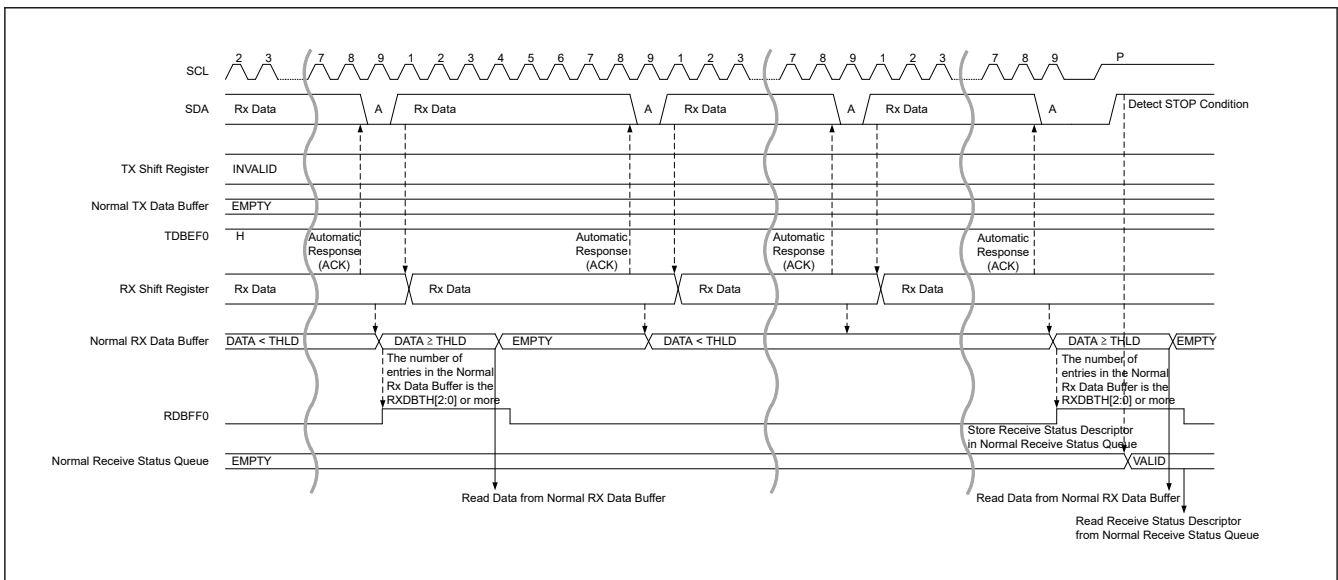 2 3 7 8 9 1 2 3 4 5 6 7 8 9 1 2 3 7 8 9 1 2 3 7 8 9 P
SCL
SDA Rx Data A Rx Data A Rx Data A Rx Data A Detect STOP Condition
TX Shift Register INVALID
Normal TX Data Buffer EMPTY
TDBEF0 H
Automatic
Response
(ACK)
Automatic
Response
(ACK)
Automatic
Response
(ACK)
Automatic
Response
(ACK)
RX Shift Register Rx Data Rx Data Rx Data Rx Data
Normal RX Data Buffer DATA < THLD DATA ≥ THLD EMPTY DATA < THLD DATA ≥ THLD EMPTY
The number of
entries in the Normal
Rx Data Buffer is the
RXDBTH[2:0] or more
The number of
entries in the Normal
Rx Data Buffer is the
RXDBTH[2:0] or more
RDBFF0
Store Receive Status Descriptor
in Normal Receive Status Queue
Normal Receive Status Queue EMPTY VALID
Read Data from Normal RX Data Buffer
Read Data from Normal RX Data Buffer
Read Receive Status Descriptor
from Normal Receive Status Queue